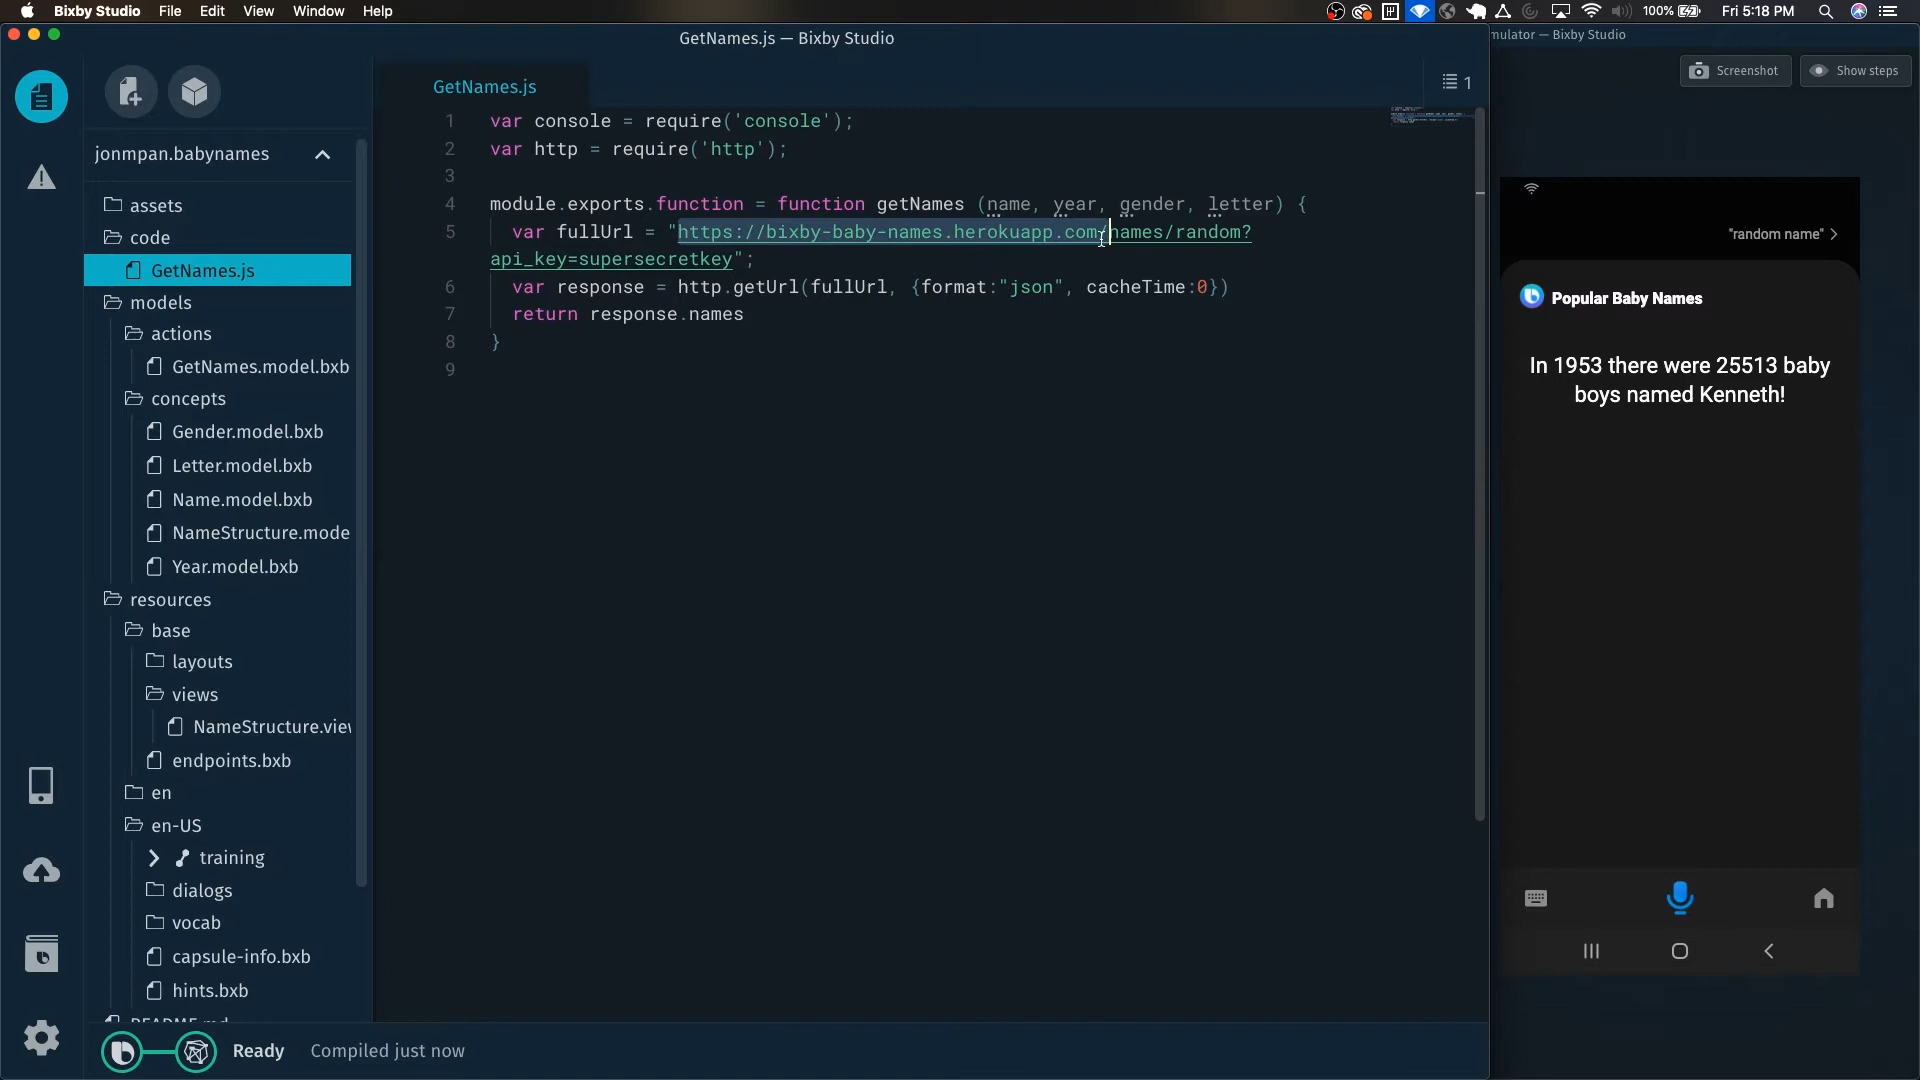 Bixby Studio File Edit View Window Help
100% Fri 5:18 PM
GetNames.js — Bixby Studio
mulator — Bixby Studio
Screenshot
Show steps
GetNames.js
1
jonmpan.babynames
assets
code
GetNames.js
models
actions
GetNames.model.bxb
concepts
Gender.model.bxb
Letter.model.bxb
Name.model.bxb
NameStructure.mode
Year.model.bxb
resources
base
layouts
views
NameStructure.viev
endpoints.bxb
en
en-US
training
dialogs
vocab
capsule-info.bxb
hints.bxb
1 var console = require('console');
2 var http = require('http');
3
4 module.exports.function = function getNames (name, year, gender, letter) {
5 var fullUrl = "https://bixby-baby-names.herokuapp.com/names/random?
api_key=supersecretkey";
6 var response = http.getUrl(fullUrl, {format:"json", cacheTime:0})
7 return response.names
8 }
9
"random name"
Popular Baby Names
In 1953 there were 25513 baby
boys named Kenneth!
Ready Compiled just now